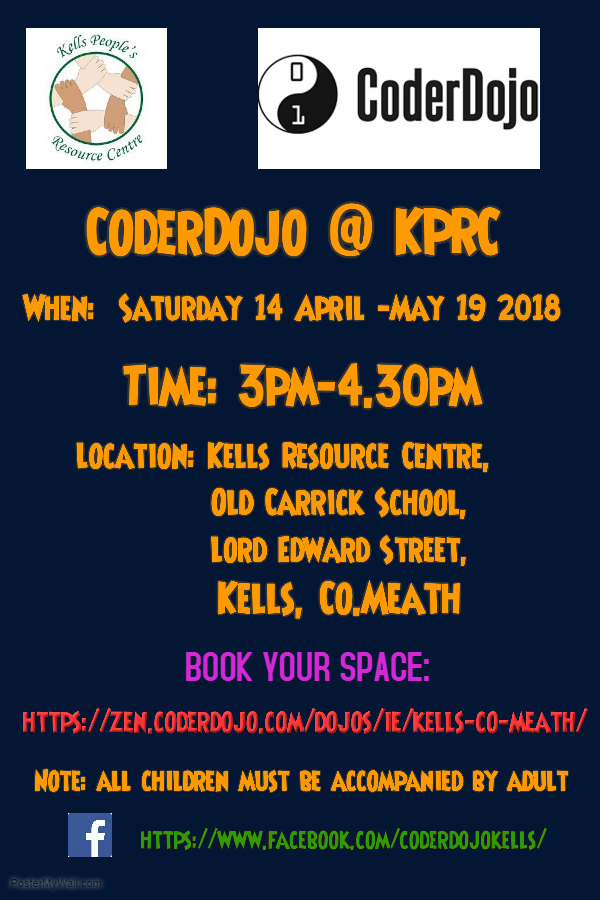 Kells People's
Resource Centre
0
1
CoderDojo
CoderDojo @ KPRC
When: Saturday 14 April -May 19 2018
Time: 3pm-4.30pm
Location: Kells Resource Centre,
Old Carrick School,
Lord Edward Street,
Kells, Co.Meath
BOOK YOUR SPACE:
https://zen.coderdojo.com/dojos/ie/kells-co-meath/
Note: all children must be accompanied by adult
f
https://www.facebook.com/coderdojokells/
PosterMyWall.com